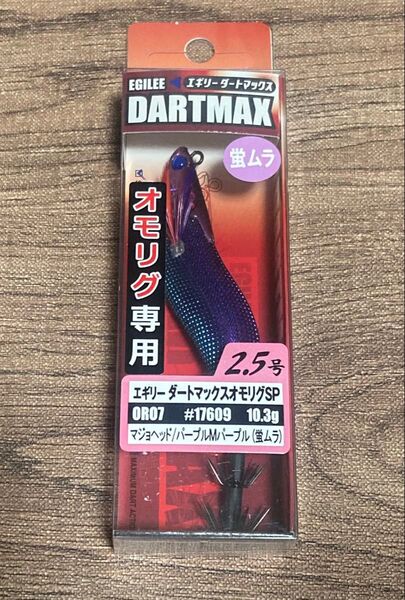 EGILEE エギリーダートマックス
DARTMAX
蛍ムラ
オモリグ専用
2.5号
エギリー ダートマックスオモリグSP
OR07 #17609 10.3g
マジョヘッド/パープルMパープル(蛍ムラ)